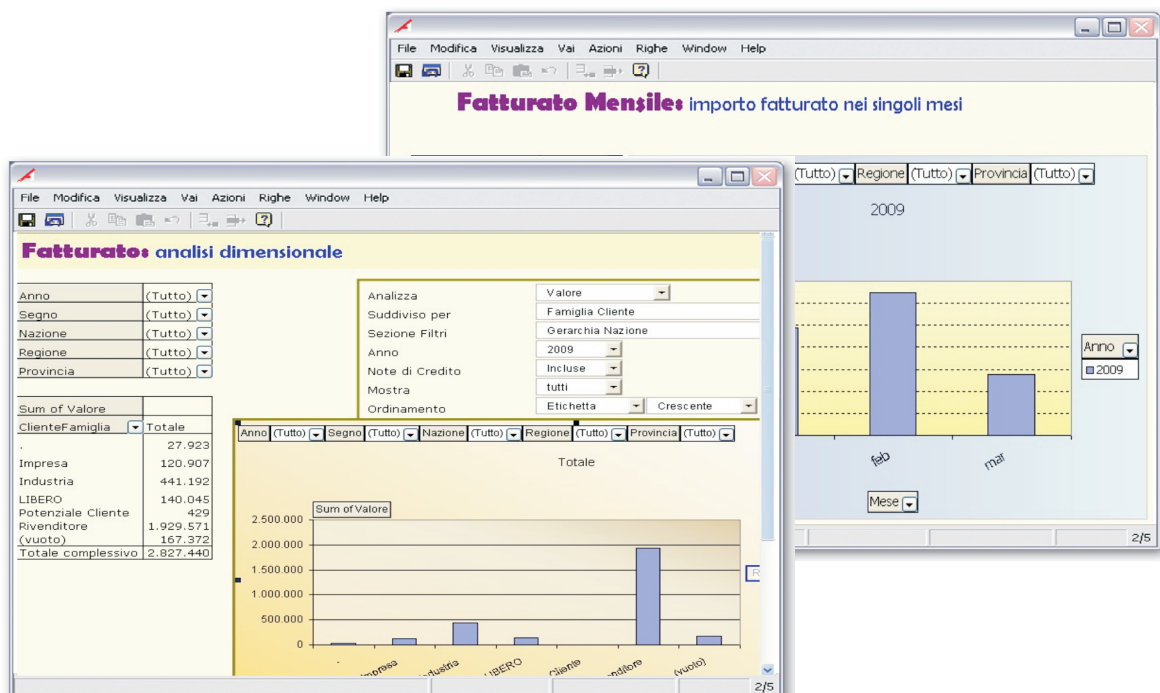 File Modifica Visualizza Vai Azioni Righe Window Help
Fatturato Mensile: importo fatturato nei singoli mesi
(Tutto) Regione (Tutto) Provincia (Tutto)
2009
Anno
2009
feb mar
Mese
2/5
File Modifica Visualizza Vai Azioni Righe Window Help
Fatturato: analisi dimensionale
Anno (Tutto)
Segno (Tutto)
Nazione (Tutto)
Regione (Tutto)
Provincia (Tutto)
Analizza Valore
Suddiviso per Famiglia Cliente
Sezione Filtri Gerarchia Nazione
Anno 2009
Note di Credito Incluse
Mostra tutti
Ordinamento Etichetta Crescente
Sum of Valore
ClienteFamiglia Totale
. 27.923
Impresa 120.907
Industria 441.192
LIBERO 140.045
Potenziale Cliente 429
Rivenditore 1.929.571
(vuoto) 167.372
Totale complessivo 2.827.440
Anno (Tutto) Segno (Tutto) Nazione (Tutto) Regione (Tutto) Provincia (Tutto)
Totale
Sum of Valore
2.500.000
2.000.000
1.500.000
1.000.000
500.000
0
. mpresa dustria LIBERO Cliente nditore (vuoto)
2/5